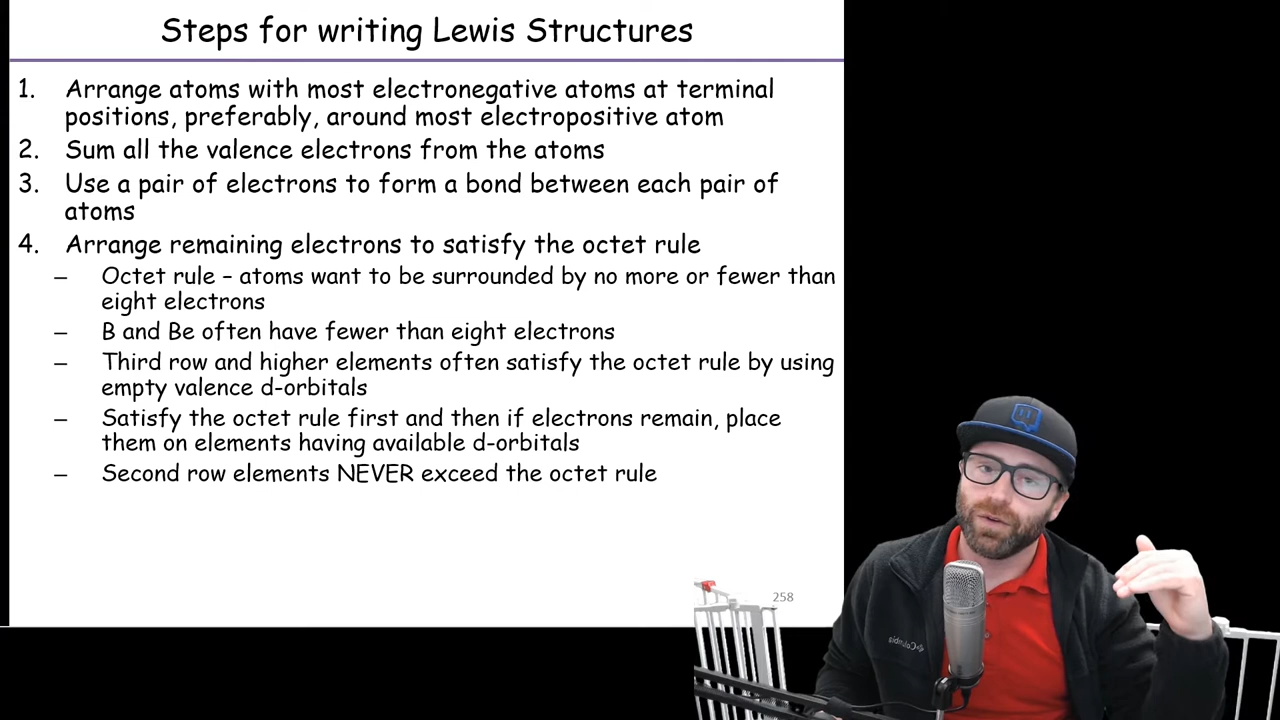 Steps for writing Lewis Structures
1. Arrange atoms with most electronegative atoms at terminal
positions, preferably, around most electropositive atom
2. Sum all the valence electrons from the atoms
3. Use a pair of electrons to form a bond between each pair of
atoms
4. Arrange remaining electrons to satisfy the octet rule
– Octet rule – atoms want to be surrounded by no more or fewer than
eight electrons
– B and Be often have fewer than eight electrons
– Third row and higher elements often satisfy the octet rule by using
empty valence d-orbitals
– Satisfy the octet rule first and then if electrons remain, place
them on elements having available d-orbitals
– Second row elements NEVER exceed the octet rule
258
Columbia